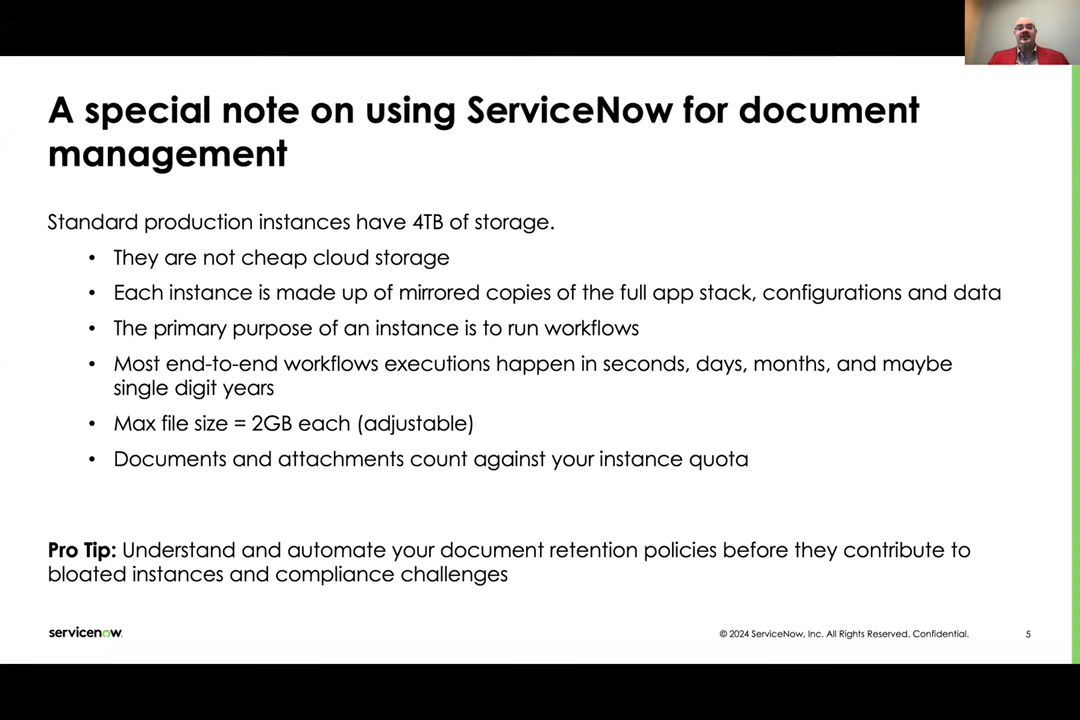 A special note on using ServiceNow for document
management
Standard production instances have 4TB of storage.
• They are not cheap cloud storage
• Each instance is made up of mirrored copies of the full app stack, configurations and data
• The primary purpose of an instance is to run workflows
• Most end-to-end workflows executions happen in seconds, days, months, and maybe
single digit years
• Max file size = 2GB each (adjustable)
• Documents and attachments count against your instance quota
Pro Tip: Understand and automate your document retention policies before they contribute to
bloated instances and compliance challenges
servicenow.
© 2024 ServiceNow, Inc. All Rights Reserved. Confidential.
5